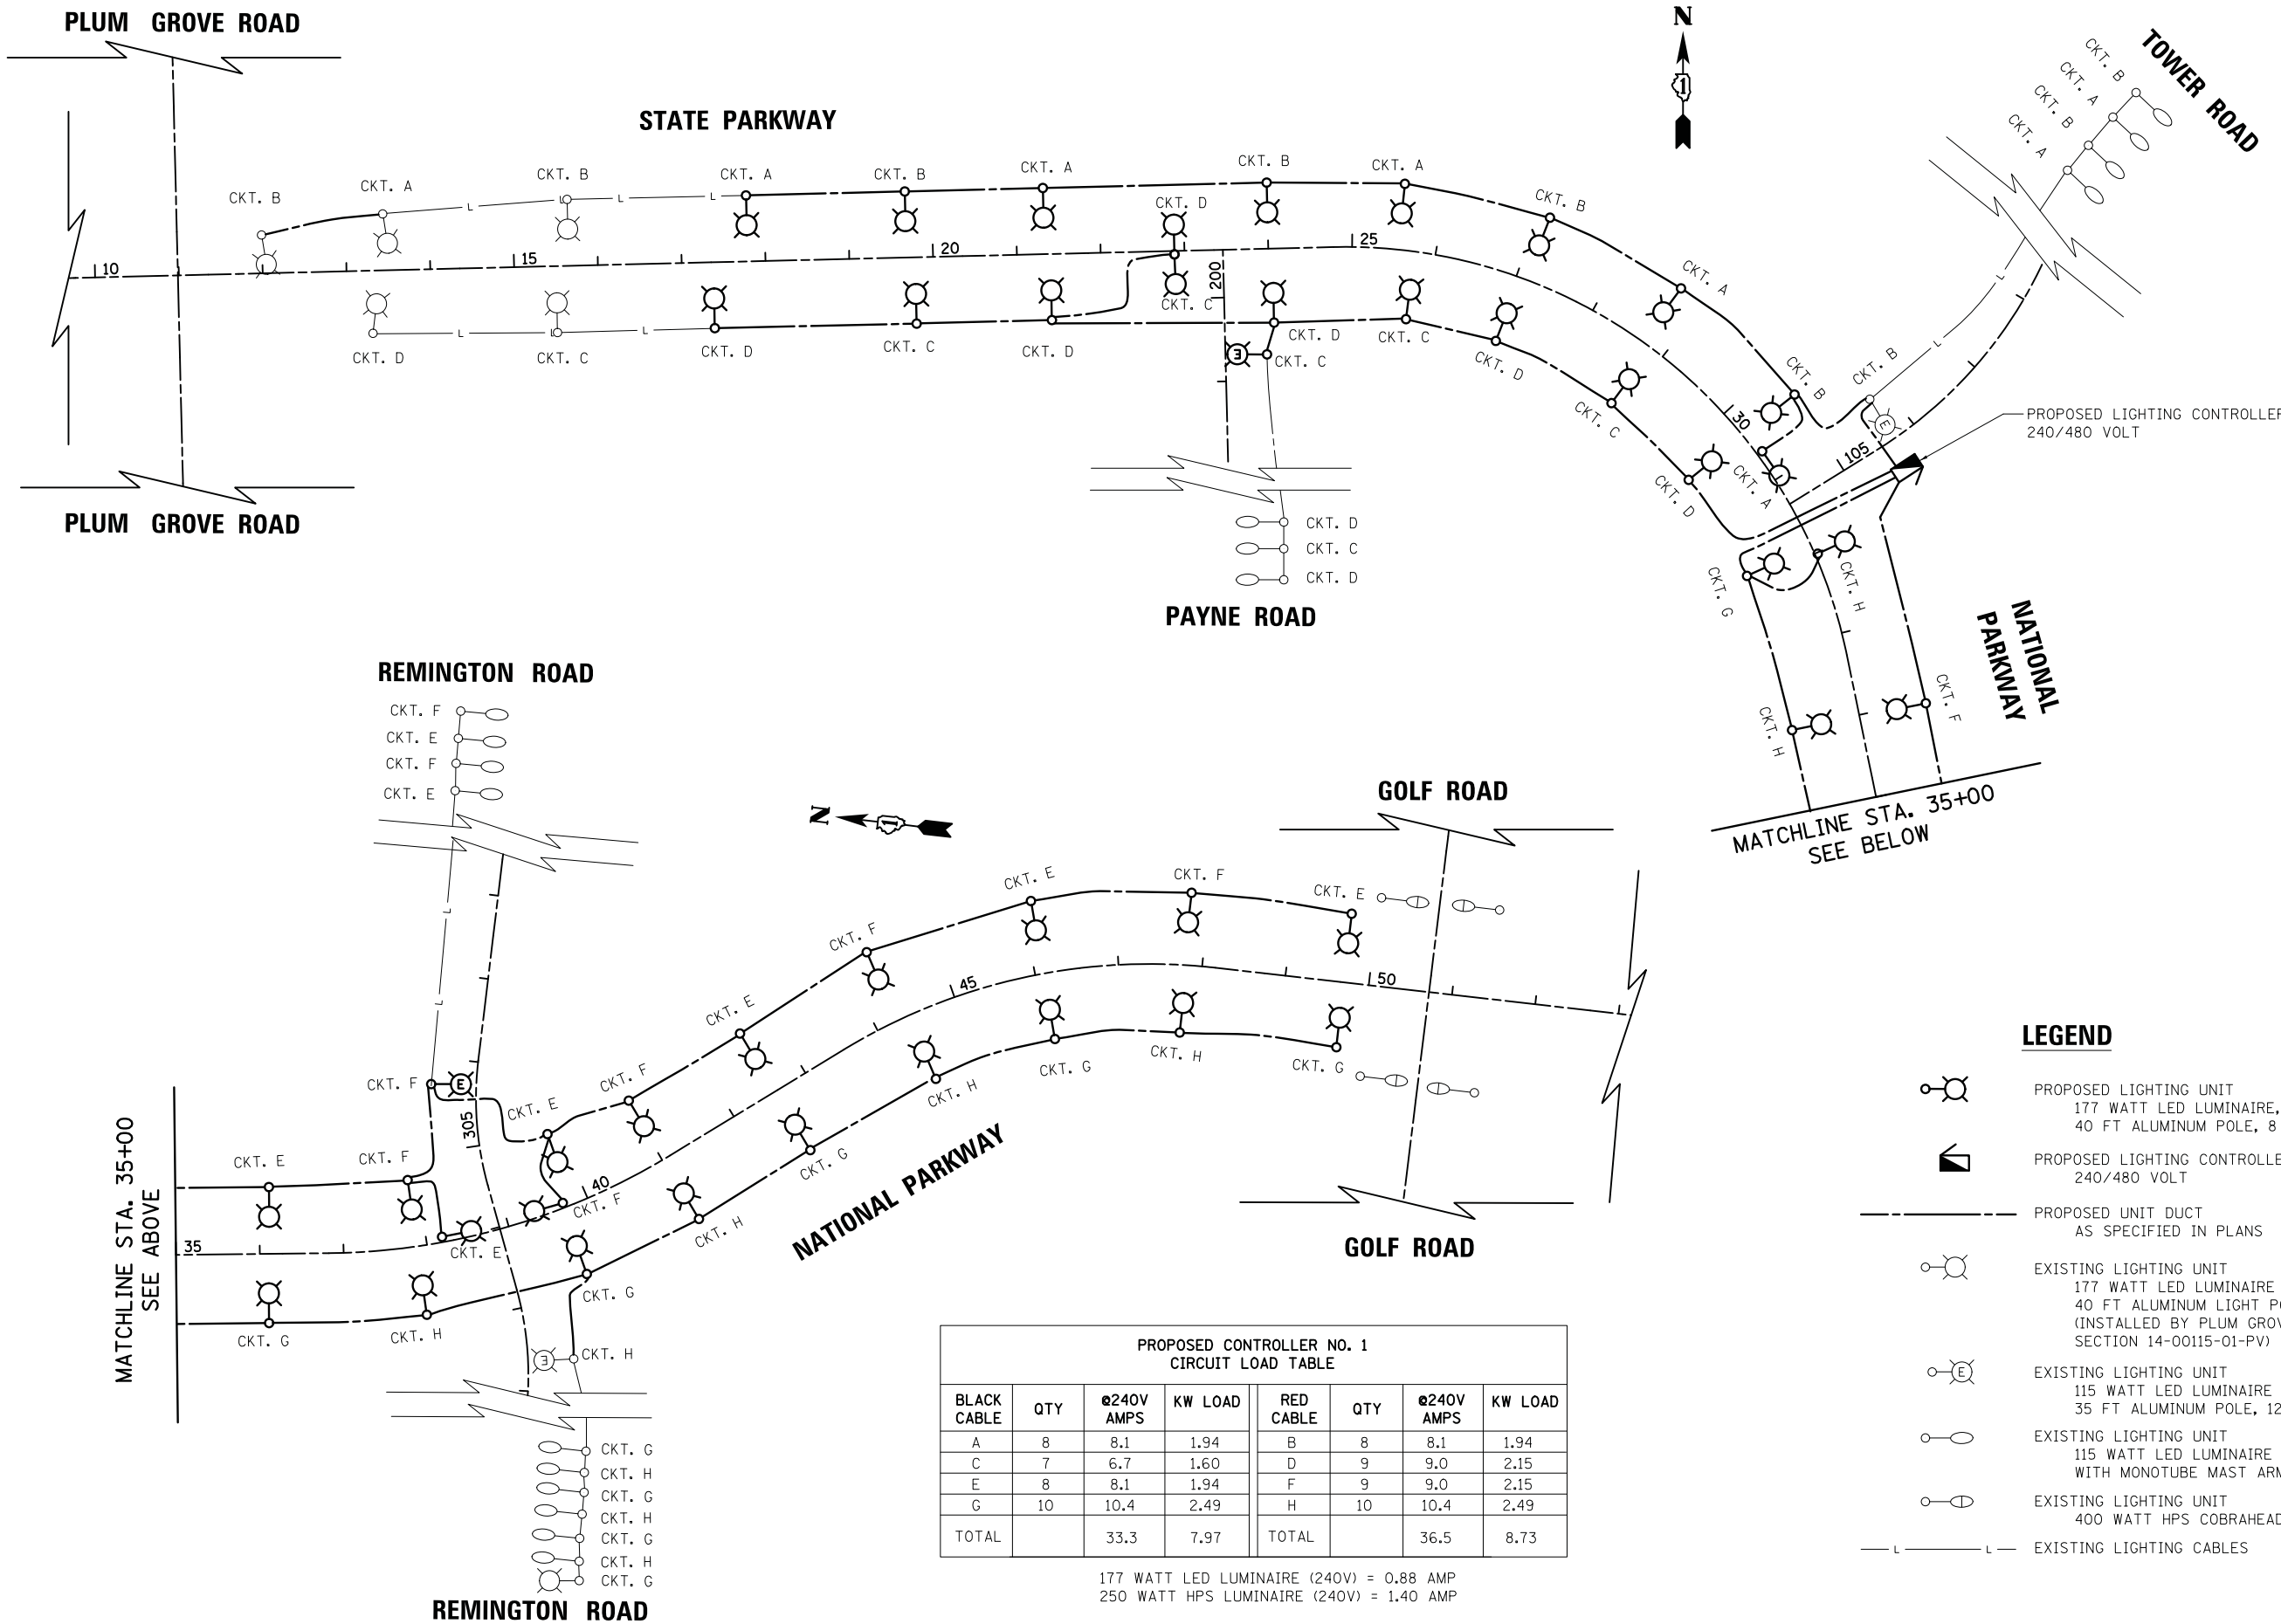 PLUM GROVE ROAD
STATE PARKWAY
N
1
TOWER ROAD
CKT. B
CKT. A
CKT. B
CKT. A
CKT. B
CKT. A
CKT. B
CKT. A
CKT. B
CKT. A
CKT. B
CKT. A
CKT. B
CKT. A
CKT. B
CKT. B
CKT. A
CKT. D
CKT. C
L
L
L
L
L
L
L
10
15
20
25
30
105
200
E
E
CKT. D
CKT. C
CKT. D
CKT. C
CKT. D
CKT. D
CKT. C
CKT. C
CKT. D
CKT. C
CKT. D
PROPOSED LIGHTING CONTROLLER
240/480 VOLT
PLUM GROVE ROAD
CKT. D
CKT. C
CKT. D
PAYNE ROAD
CKT. G
CKT. H
CKT. H
CKT. F
NATIONAL
PARKWAY
MATCHLINE STA. 35+00
SEE BELOW
REMINGTON ROAD
CKT. F
CKT. E
CKT. F
CKT. E
L
L
N
1
GOLF ROAD
CKT. E
CKT. F
CKT. E
CKT. F
CKT. E
CKT. F
CKT. E
CKT. F
E
305
CKT. E
CKT. F
CKT. F
CKT. E
35
40
45
50
MATCHLINE STA. 35+00
SEE ABOVE
CKT. G
CKT. H
CKT. G
CKT. H
CKT. G
CKT. H
CKT. G
CKT. H
CKT. G
NATIONAL PARKWAY
GOLF ROAD
E
CKT. H
CKT. G
CKT. H
CKT. G
CKT. H
CKT. G
CKT. H
CKT. G
REMINGTON ROAD
PROPOSED CONTROLLER NO. 1
CIRCUIT LOAD TABLE
BLACK CABLE QTY @240V AMPS KW LOAD RED CABLE QTY @240V AMPS KW LOAD
A 8 8.1 1.94 B 8 8.1 1.94
C 7 6.7 1.60 D 9 9.0 2.15
E 8 8.1 1.94 F 9 9.0 2.15
G 10 10.4 2.49 H 10 10.4 2.49
TOTAL 33.3 7.97 TOTAL 36.5 8.73
177 WATT LED LUMINAIRE (240V) = 0.88 AMP
250 WATT HPS LUMINAIRE (240V) = 1.40 AMP
LEGEND
PROPOSED LIGHTING UNIT
177 WATT LED LUMINAIRE,
40 FT ALUMINUM POLE, 8
PROPOSED LIGHTING CONTROLLE
240/480 VOLT
PROPOSED UNIT DUCT
AS SPECIFIED IN PLANS
EXISTING LIGHTING UNIT
177 WATT LED LUMINAIRE
40 FT ALUMINUM LIGHT PO
(INSTALLED BY PLUM GROV
SECTION 14-00115-01-PV)
E
EXISTING LIGHTING UNIT
115 WATT LED LUMINAIRE
35 FT ALUMINUM POLE, 12
EXISTING LIGHTING UNIT
115 WATT LED LUMINAIRE
WITH MONOTUBE MAST ARM
EXISTING LIGHTING UNIT
400 WATT HPS COBRAHEAD
L L
EXISTING LIGHTING CABLES